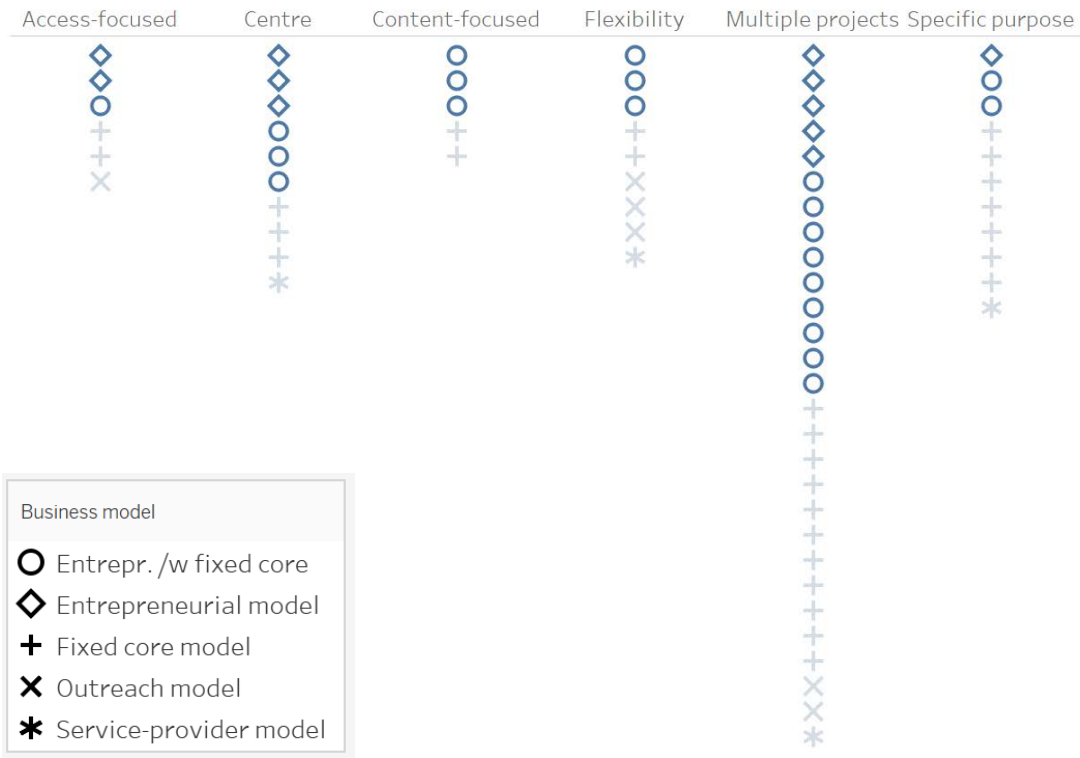 Access-focused Centre Content-focused Flexibility Multiple projects Specific purpose
Business model
Entrepr. /w fixed core
Entrepreneurial model
Fixed core model
Outreach model
Service-provider model